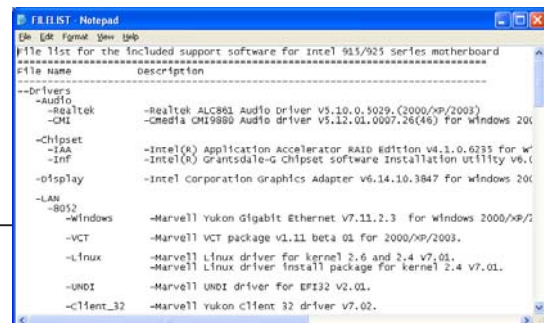 FILELIST - Notepad
File Edit Format View Help
File list for the included support software for Intel 915/925 Series motherboard
================================================================================
File Name Description
--------------------------------------------------------------------------------
--Drivers
-Audio
-Realtek -Realtek ALC861 Audio Driver V5.10.0.5029.(2000/XP/2003)
-CMI -Cmedia CMI9880 Audio driver v5.12.01.0007.26(46) for Windows 200
-Chipset
-IAA -Intel(R) Application Accelerator RAID Edition v4.1.0.6235 for W
-Inf -Intel(R) Grantsdale-G Chipset software Installation Utility v6.
-Display -Intel Corporation Graphics Adapter v6.14.10.3847 for windows 200
-LAN
-8052
-Windows -Marvell Yukon Gigabit Ethernet V7.11.2.3 for Windows 2000/XP/2
-VCT -Marvell VCT package v1.11 beta 01 for 2000/XP/2003.
-Linux -Marvell Linux driver for kernel 2.6 and 2.4 v7.01.
-Marvell Linux driver install package for kernel 2.4 v7.01.
-UNDI -Marvell UNDI driver for EFI32 V2.01.
-Client_32 -Marvell Yukon Client 32 driver v7.02.